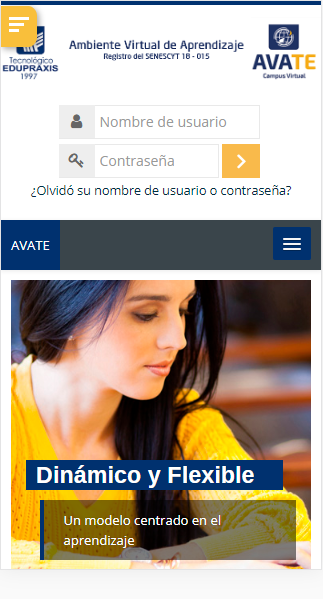 Tecnológico
EDUPRAXIS
1997
Ambiente Virtual de Aprendizaje
Registro del SENESCYT 18 - 015
AVATE
Campus Virtual
Nombre de usuario
Contraseña
¿Olvidó su nombre de usuario o contraseña?
AVATE
Dinámico y Flexible
Un modelo centrado en el
aprendizaje